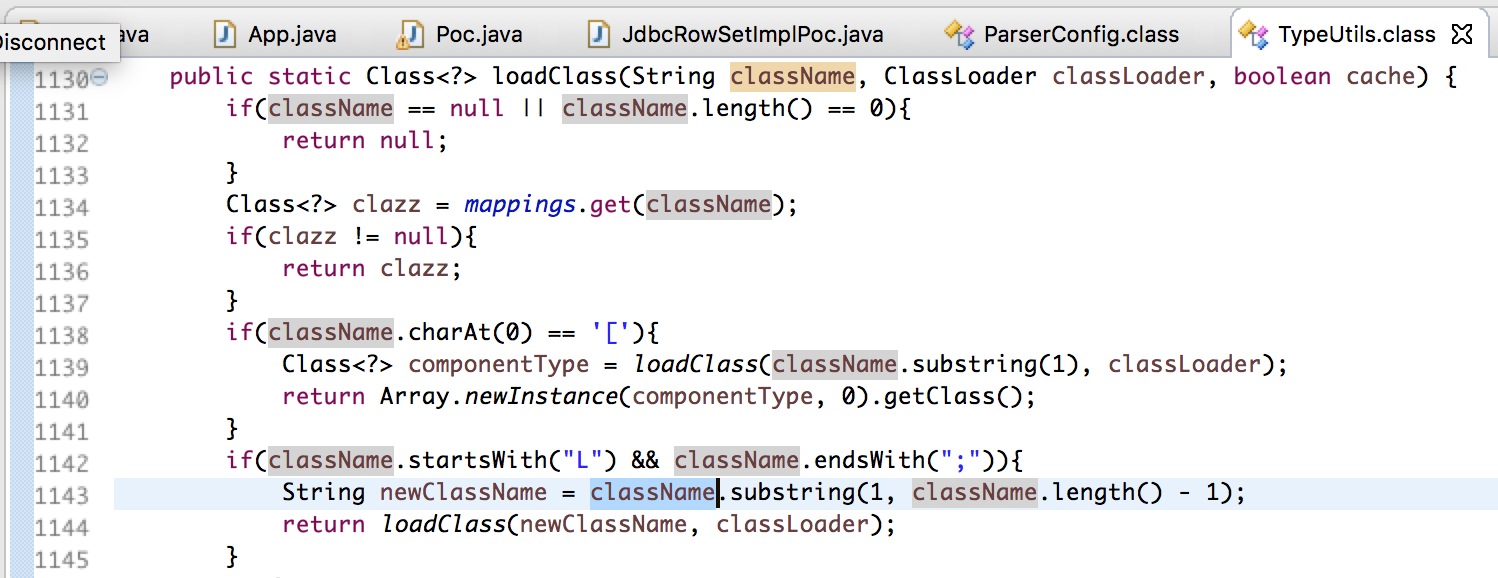 ava App.java Poc.java JdbcRowSetImplPoc.java ParserConfig.class TypeUtils.class
Disconnect
1130 public static Class<?> loadClass(String className, ClassLoader classLoader, boolean cache) {
1131 if(className == null || className.length() == 0){
1132 return null;
1133 }
1134 Class<?> clazz = mappings.get(className);
1135 if(clazz != null){
1136 return clazz;
1137 }
1138 if(className.charAt(0) == '['){
1139 Class<?> componentType = loadClass(className.substring(1), classLoader);
1140 return Array.newInstance(componentType, 0).getClass();
1141 }
1142 if(className.startsWith("L") && className.endsWith(";")){
1143 String newClassName = className.substring(1, className.length() - 1);
1144 return loadClass(newClassName, classLoader);
1145 }